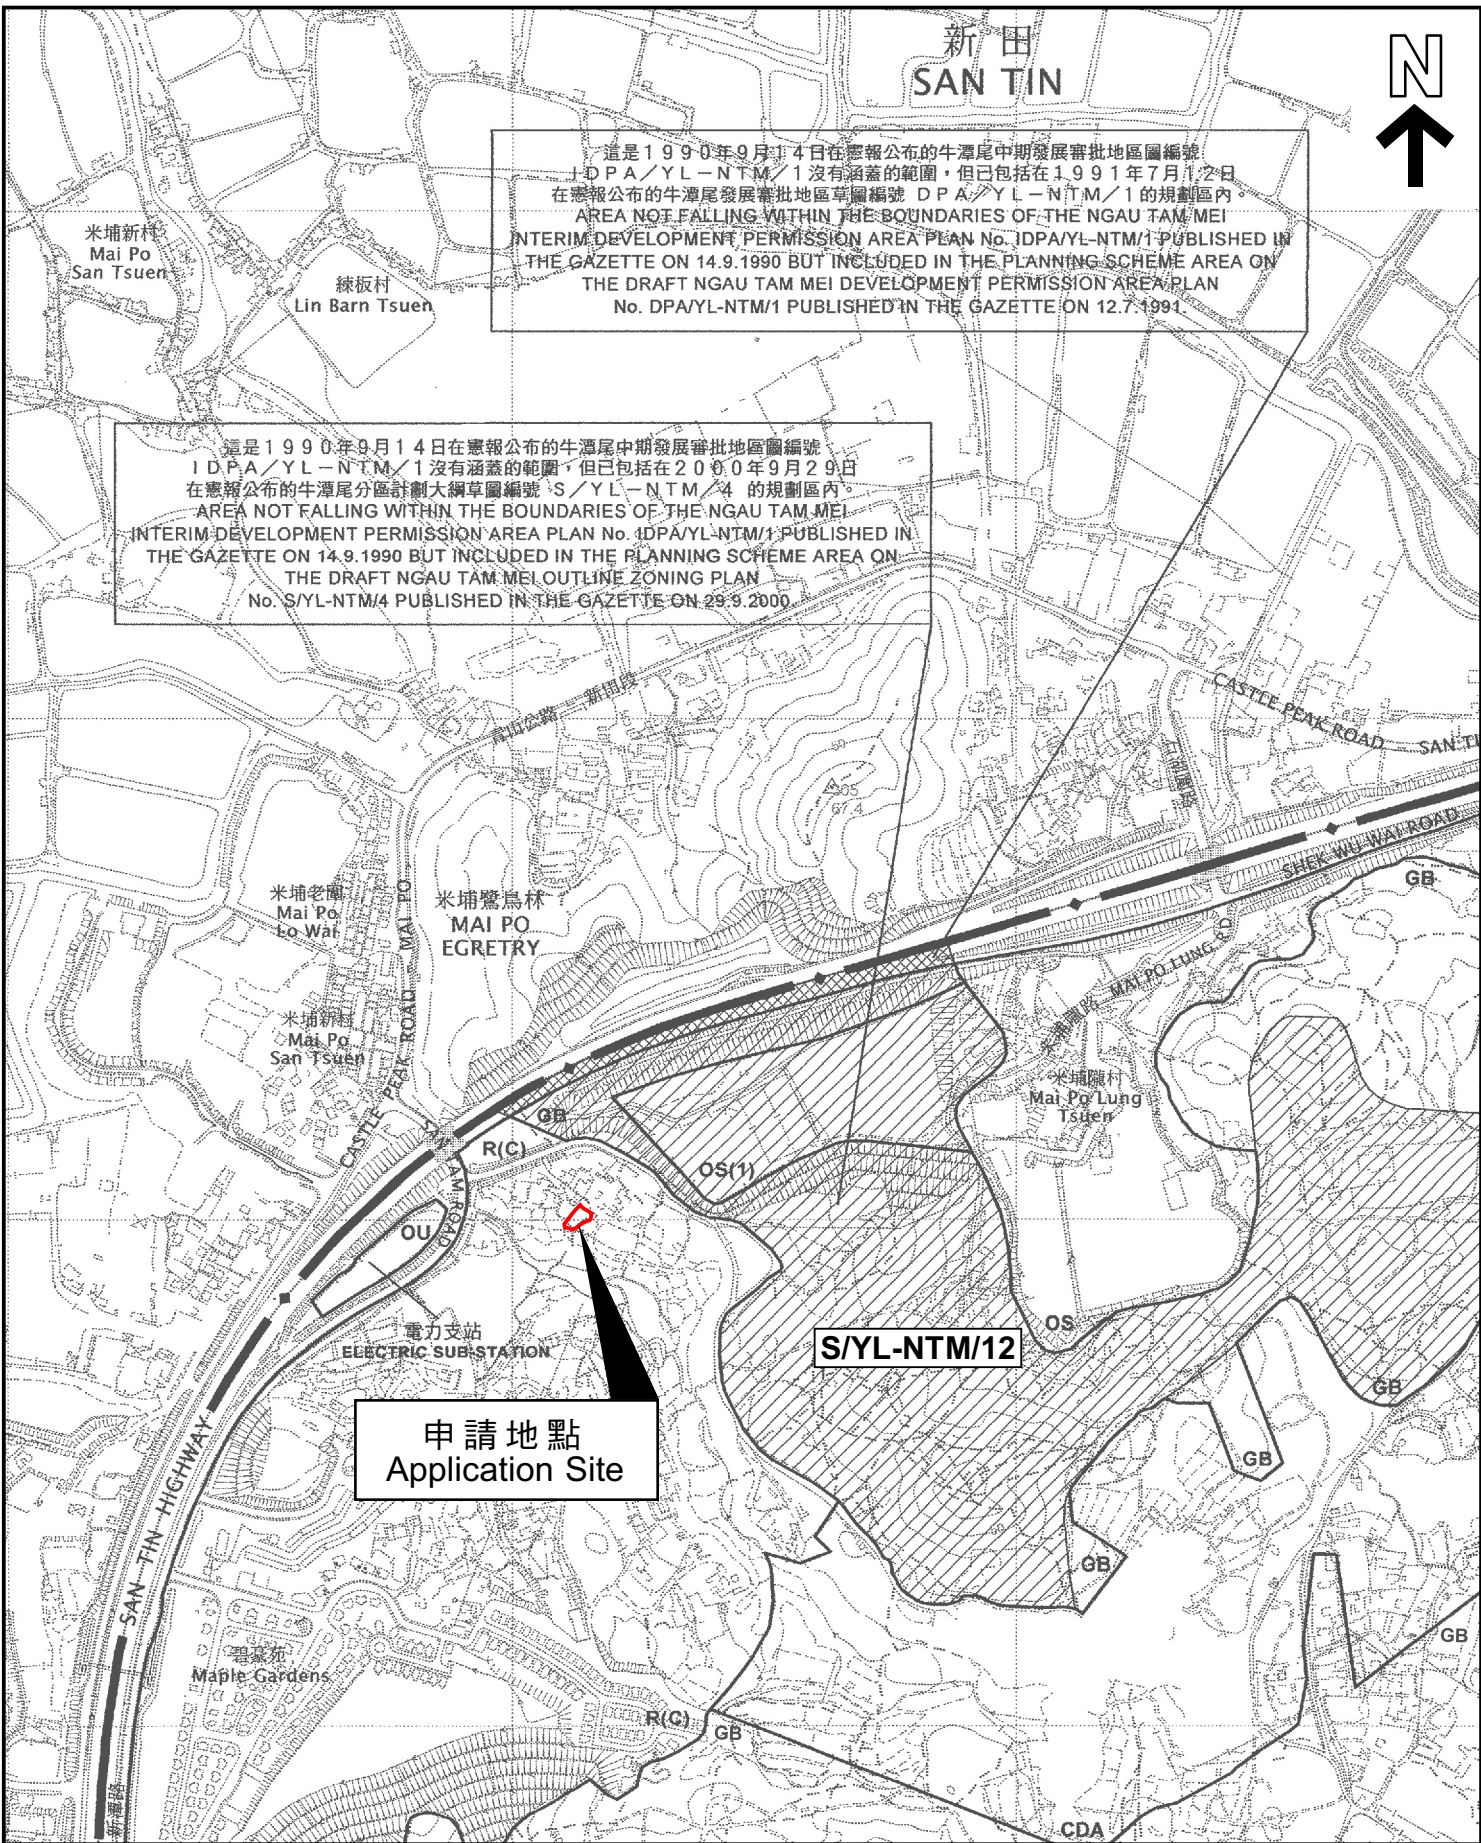 新田
SAN TIN
N
這是1990年9月14日在憲報公布的牛潭尾中期發展審批地區圖編號
IDPA/YL-NTM/1沒有涵蓋的範圍，但已包括在1991年7月12日
在憲報公布的牛潭尾發展審批地區草圖編號 DPA/YL-NTM/1的規劃區內。
AREA NOT FALLING WITHIN THE BOUNDARIES OF THE NGAU TAM MEI
INTERIM DEVELOPMENT PERMISSION AREA PLAN No. IDPA/YL-NTM/1 PUBLISHED IN
THE GAZETTE ON 14.9.1990 BUT INCLUDED IN THE PLANNING SCHEME AREA ON
THE DRAFT NGAU TAM MEI DEVELOPMENT PERMISSION AREA PLAN
No. DPA/YL-NTM/1 PUBLISHED IN THE GAZETTE ON 12.7.1991.
米埔新村
Mai Po
San Tsuen
練板村
Lin Barn Tsuen
這是1990年9月14日在憲報公布的牛潭尾中期發展審批地區圖編號
IDPA/YL-NTM/1沒有涵蓋的範圍，但已包括在2000年9月29日
在憲報公布的牛潭尾分區計劃大綱草圖編號 S/YL-NTM/4 的規劃區內。
AREA NOT FALLING WITHIN THE BOUNDARIES OF THE NGAU TAM MEI
INTERIM DEVELOPMENT PERMISSION AREA PLAN No. IDPA/YL-NTM/1 PUBLISHED IN
THE GAZETTE ON 14.9.1990 BUT INCLUDED IN THE PLANNING SCHEME AREA ON
THE DRAFT NGAU TAM MEI OUTLINE ZONING PLAN
No. S/YL-NTM/4 PUBLISHED IN THE GAZETTE ON 29.9.2000.
青山公路 新田段
CASTLE PEAK ROAD SAN TI
50
67.4
SHEK WU WAI ROAD
GB
米埔老圍
Mai Po
Lo Wai
米埔鷺鳥林
MAI PO
EGRETRY
CASTLE PEAK ROAD - MAI PO
米埔隴路 MAI PO LUNG RD
米埔新村
Mai Po
San Tsuen
米埔隴村
Mai Po Lung
Tsuen
GB
R(C)
OS(1)
SAN TAM ROAD
OU
OS
電力支站
ELECTRIC SUB-STATION
S/YL-NTM/12
GB
申請地點
Application Site
GB
SAN TIN HIGHWAY
GB
GB
碧豪苑
Maple Gardens
R(C)
GB
新潭路
CDA